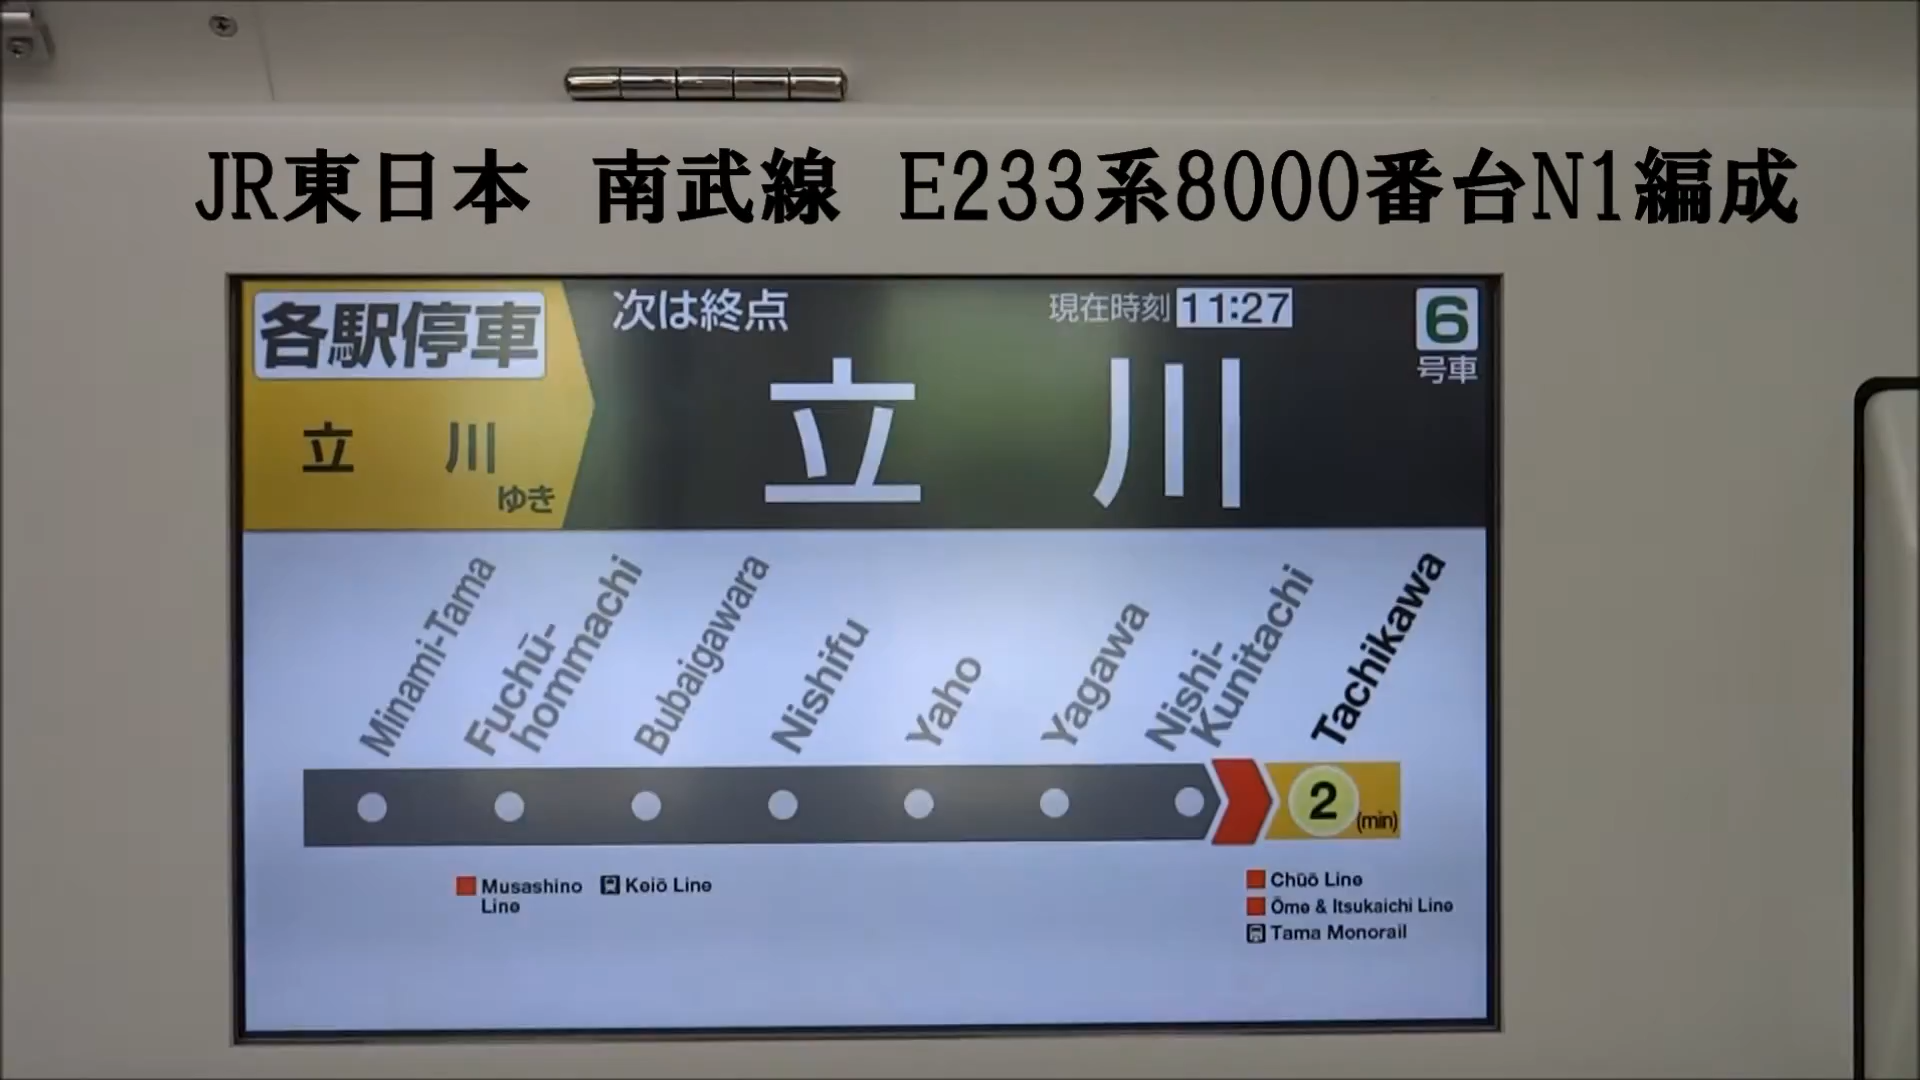 JR東日本　南武線　E233系8000番台N1編成
各駅停車
立川
ゆき
次は終点
現在時刻 11:27
6
号車
立川
Minami-Tama
Fuchū-
hommachi
Bubaigawara
Nishifu
Yaho
Yagawa
Nishi-
Kunitachi
Tachikawa
2 (min)
Musashino
Line
Keiō Line
Chūō Line
Ōme & Itsukaichi Line
Tama Monorail